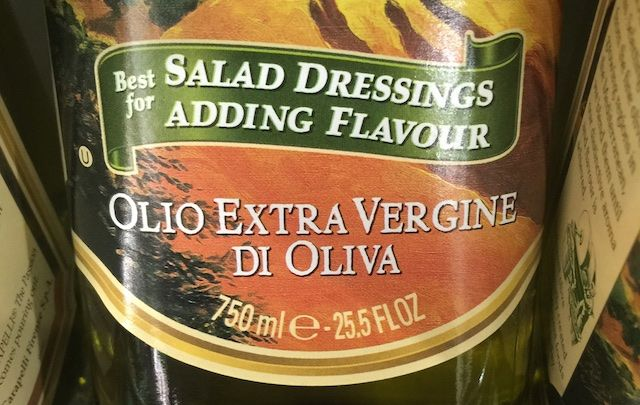 Best for
SALAD DRESSINGS
ADDING FLAVOUR
U
OLIO EXTRA VERGINE
DI OLIVA
750 ml e - 25.5 FL OZ